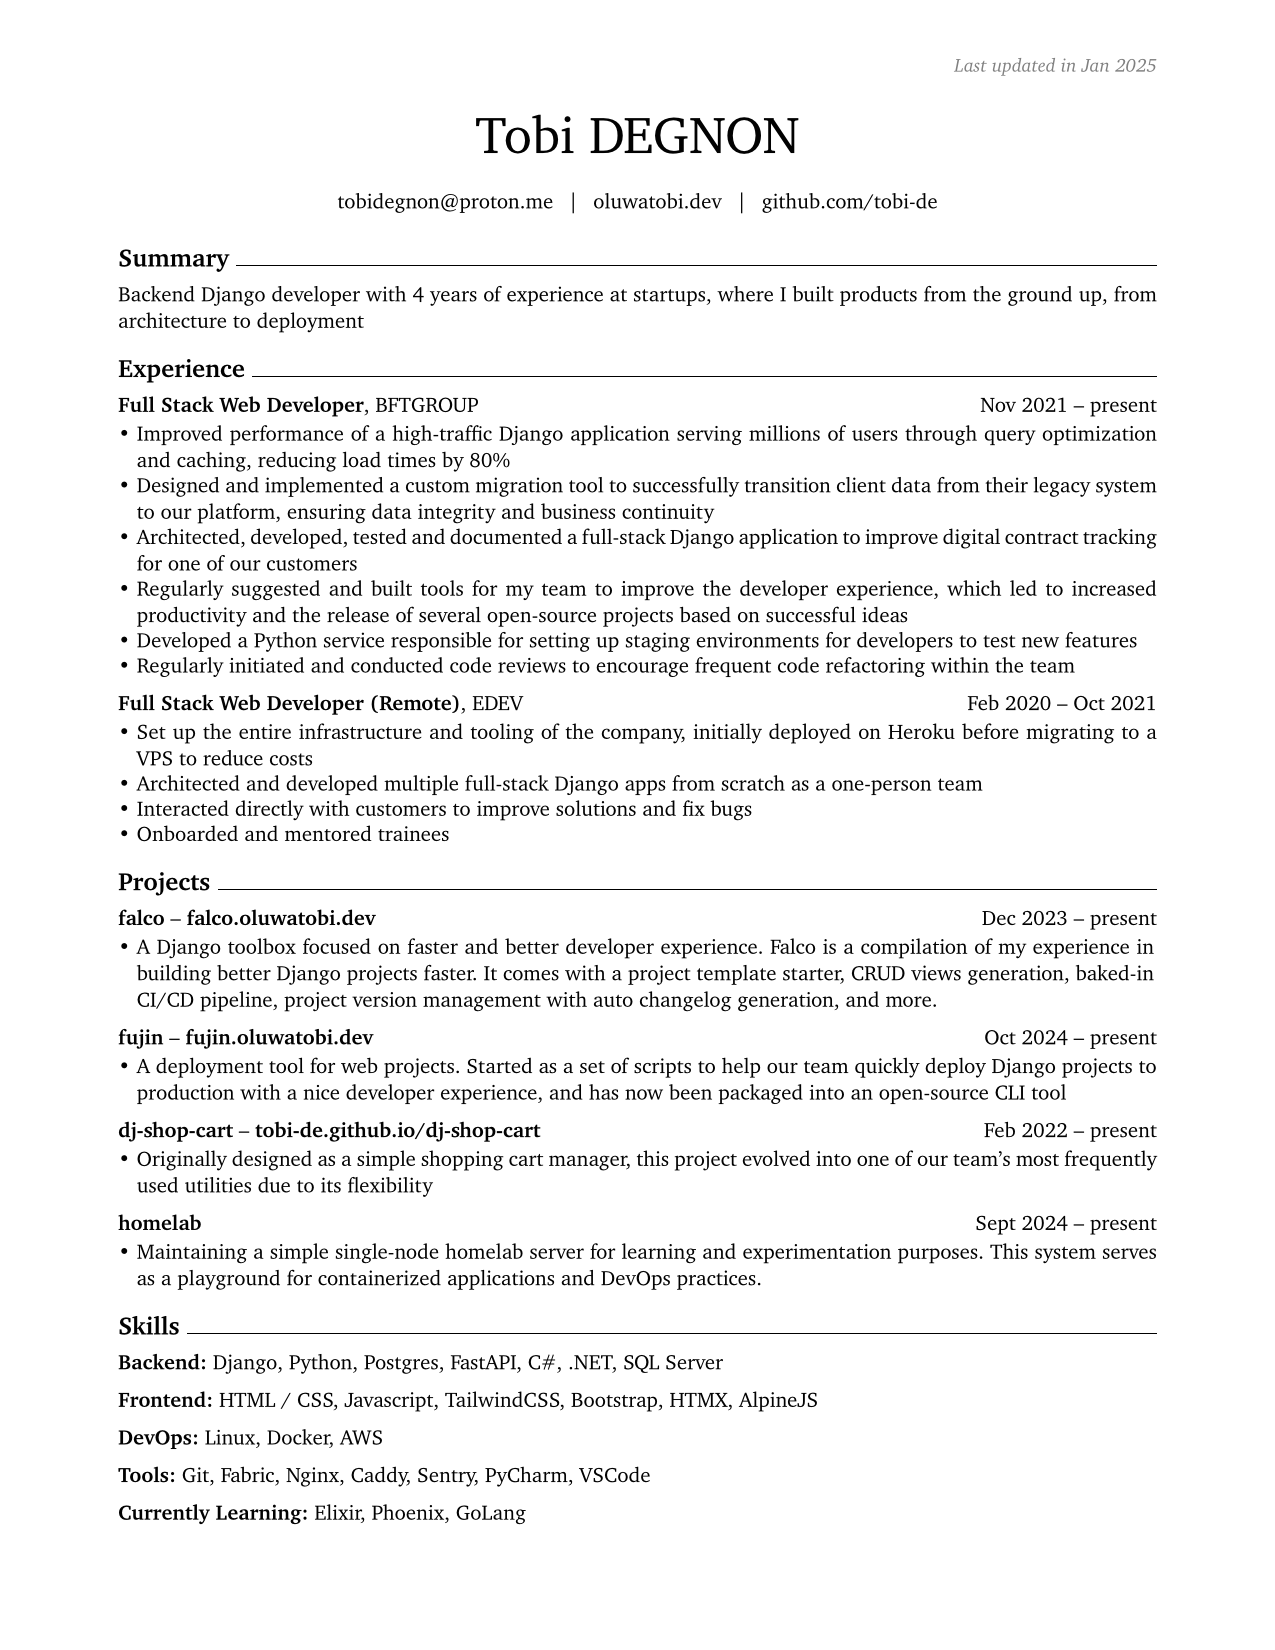 Last updated in Jan 2025
Tobi DEGNON
tobidegnon@proton.me | oluwatobi.dev | github.com/tobi-de
Summary
Backend Django developer with 4 years of experience at startups, where I built products from the ground up, from
architecture to deployment
Experience
Full Stack Web Developer, BFTGROUP Nov 2021 – present
• Improved performance of a high-traffic Django application serving millions of users through query optimization
and caching, reducing load times by 80%
• Designed and implemented a custom migration tool to successfully transition client data from their legacy system
to our platform, ensuring data integrity and business continuity
• Architected, developed, tested and documented a full-stack Django application to improve digital contract tracking
for one of our customers
• Regularly suggested and built tools for my team to improve the developer experience, which led to increased
productivity and the release of several open-source projects based on successful ideas
• Developed a Python service responsible for setting up staging environments for developers to test new features
• Regularly initiated and conducted code reviews to encourage frequent code refactoring within the team
Full Stack Web Developer (Remote), EDEV Feb 2020 – Oct 2021
• Set up the entire infrastructure and tooling of the company, initially deployed on Heroku before migrating to a
VPS to reduce costs
• Architected and developed multiple full-stack Django apps from scratch as a one-person team
• Interacted directly with customers to improve solutions and fix bugs
• Onboarded and mentored trainees
Projects
falco – falco.oluwatobi.dev Dec 2023 – present
• A Django toolbox focused on faster and better developer experience. Falco is a compilation of my experience in
building better Django projects faster. It comes with a project template starter, CRUD views generation, baked-in
CI/CD pipeline, project version management with auto changelog generation, and more.
fujin – fujin.oluwatobi.dev Oct 2024 – present
• A deployment tool for web projects. Started as a set of scripts to help our team quickly deploy Django projects to
production with a nice developer experience, and has now been packaged into an open-source CLI tool
dj-shop-cart – tobi-de.github.io/dj-shop-cart Feb 2022 – present
• Originally designed as a simple shopping cart manager, this project evolved into one of our team’s most frequently
used utilities due to its flexibility
homelab Sept 2024 – present
• Maintaining a simple single-node homelab server for learning and experimentation purposes. This system serves
as a playground for containerized applications and DevOps practices.
Skills
Backend: Django, Python, Postgres, FastAPI, C#, .NET, SQL Server
Frontend: HTML / CSS, Javascript, TailwindCSS, Bootstrap, HTMX, AlpineJS
DevOps: Linux, Docker, AWS
Tools: Git, Fabric, Nginx, Caddy, Sentry, PyCharm, VSCode
Currently Learning: Elixir, Phoenix, GoLang